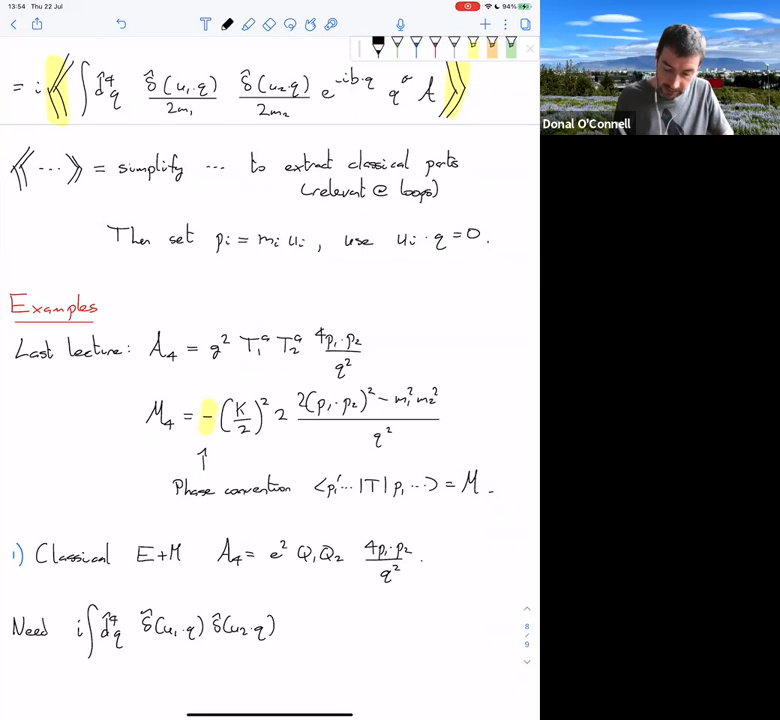 13:54 Thu 22 Jul 94%
= i ⟪ ∫ d̂⁴q δ̂(u₁·q)/2m₁ δ̂(u₂·q)/2m₂ e^{-ib·q} q^σ A ⟫
⟪ ··· ⟫ = simplify ··· to extract classical parts
(relevant @ loops)
Then set pᵢ = mᵢ uᵢ , use uᵢ · q = 0.
Examples
Last lecture: A₄ = g² T₁ᵃ T₂ᵃ 4p₁·p₂/q²
M₄ = - (K/2)² 2 (2(p₁·p₂)² - m₁² m₂²)/q²
↑
Phase convention <p₁'... |T| p₁ ...> = M.
1) Classical E+M A₄ = e² Q₁Q₂ 4p₁·p₂/q² .
Need i∫ d̂⁴q δ̂(u₁·q) δ̂(u₂·q)
Donal O'Connell
8
/
9